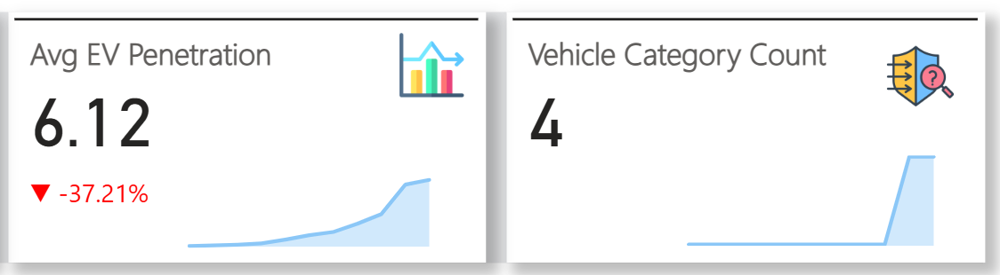 Avg EV Penetration
6.12
▼ -37.21%
Vehicle Category Count
?
4